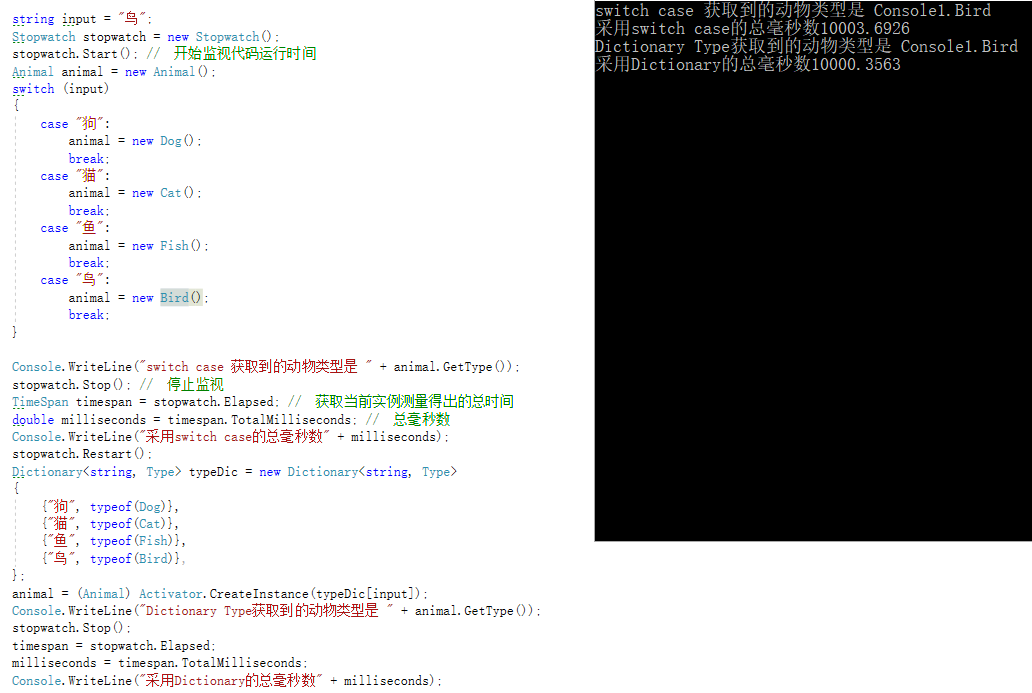 string input = "鸟";
Stopwatch stopwatch = new Stopwatch();
stopwatch.Start(); //  开始监视代码运行时间
Animal animal = new Animal();
switch (input)
{
    case "狗":
        animal = new Dog();
        break;
    case "猫":
        animal = new Cat();
        break;
    case "鱼":
        animal = new Fish();
        break;
    case "鸟":
        animal = new Bird();
        break;
}
Console.WriteLine("switch case 获取到的动物类型是 " + animal.GetType());
stopwatch.Stop(); //  停止监视
TimeSpan timespan = stopwatch.Elapsed; //  获取当前实例测量得出的总时间
double milliseconds = timespan.TotalMilliseconds; //  总毫秒数
Console.WriteLine("采用switch case的总毫秒数" + milliseconds);
stopwatch.Restart();
Dictionary<string, Type> typeDic = new Dictionary<string, Type>
{
    {"狗", typeof(Dog)},
    {"猫", typeof(Cat)},
    {"鱼", typeof(Fish)},
    {"鸟", typeof(Bird)},
};
animal = (Animal) Activator.CreateInstance(typeDic[input]);
Console.WriteLine("Dictionary Type获取到的动物类型是 " + animal.GetType());
stopwatch.Stop();
timespan = stopwatch.Elapsed;
milliseconds = timespan.TotalMilliseconds;
Console.WriteLine("采用Dictionary的总毫秒数" + milliseconds);
switch case 获取到的动物类型是 Console1.Bird
采用switch case的总毫秒数10003.6926
Dictionary Type获取到的动物类型是 Console1.Bird
采用Dictionary的总毫秒数10000.3563